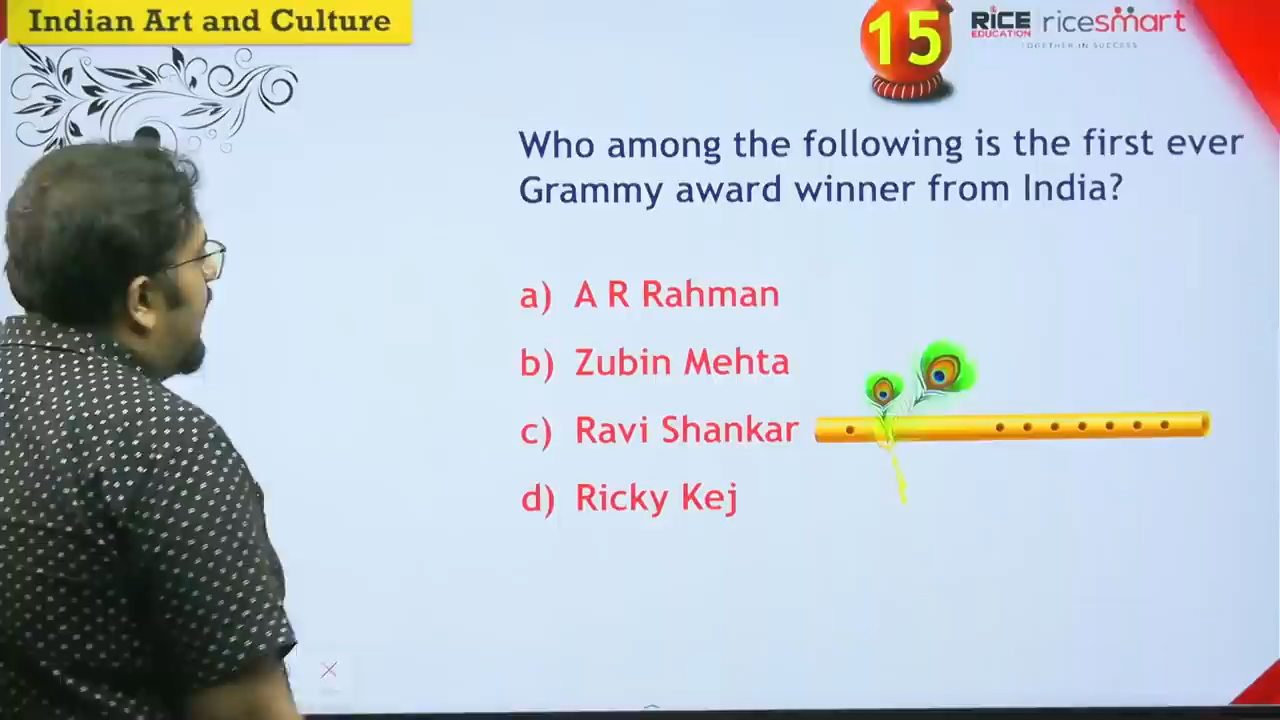 Indian Art and Culture
15
RICE
EDUCATION
ricesmart
TOGETHER IN SUCCESS
Who among the following is the first ever
Grammy award winner from India?
a) A R Rahman
b) Zubin Mehta
c) Ravi Shankar
d) Ricky Kej